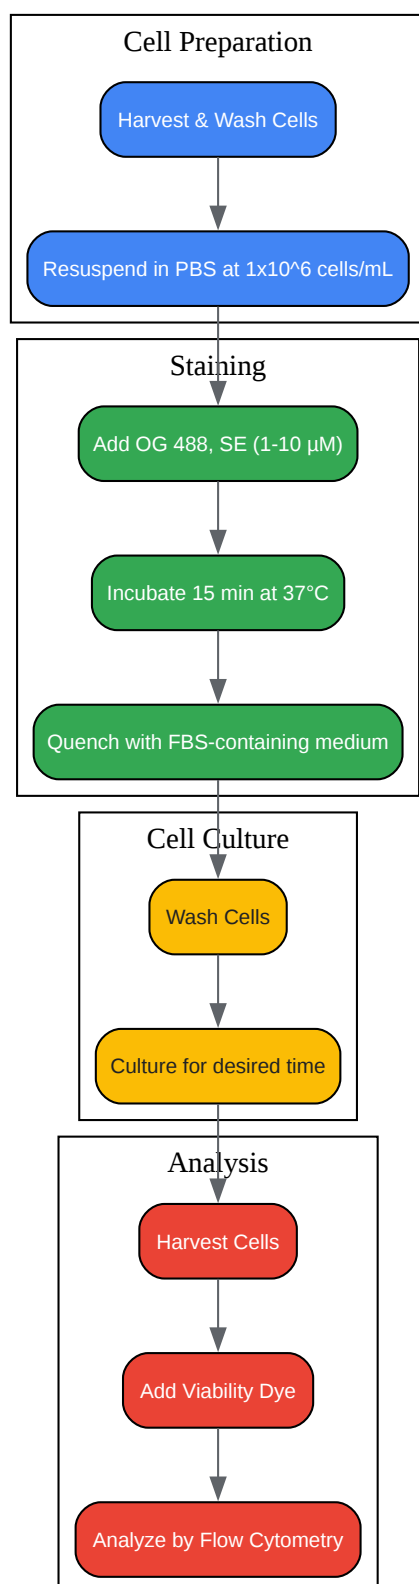 Cell Preparation
Harvest & Wash Cells
Resuspend in PBS at 1x10^6 cells/mL
Staining
Add OG 488, SE (1-10 µM)
Incubate 15 min at 37°C
Quench with FBS-containing medium
Cell Culture
Wash Cells
Culture for desired time
Analysis
Harvest Cells
Add Viability Dye
Analyze by Flow Cytometry